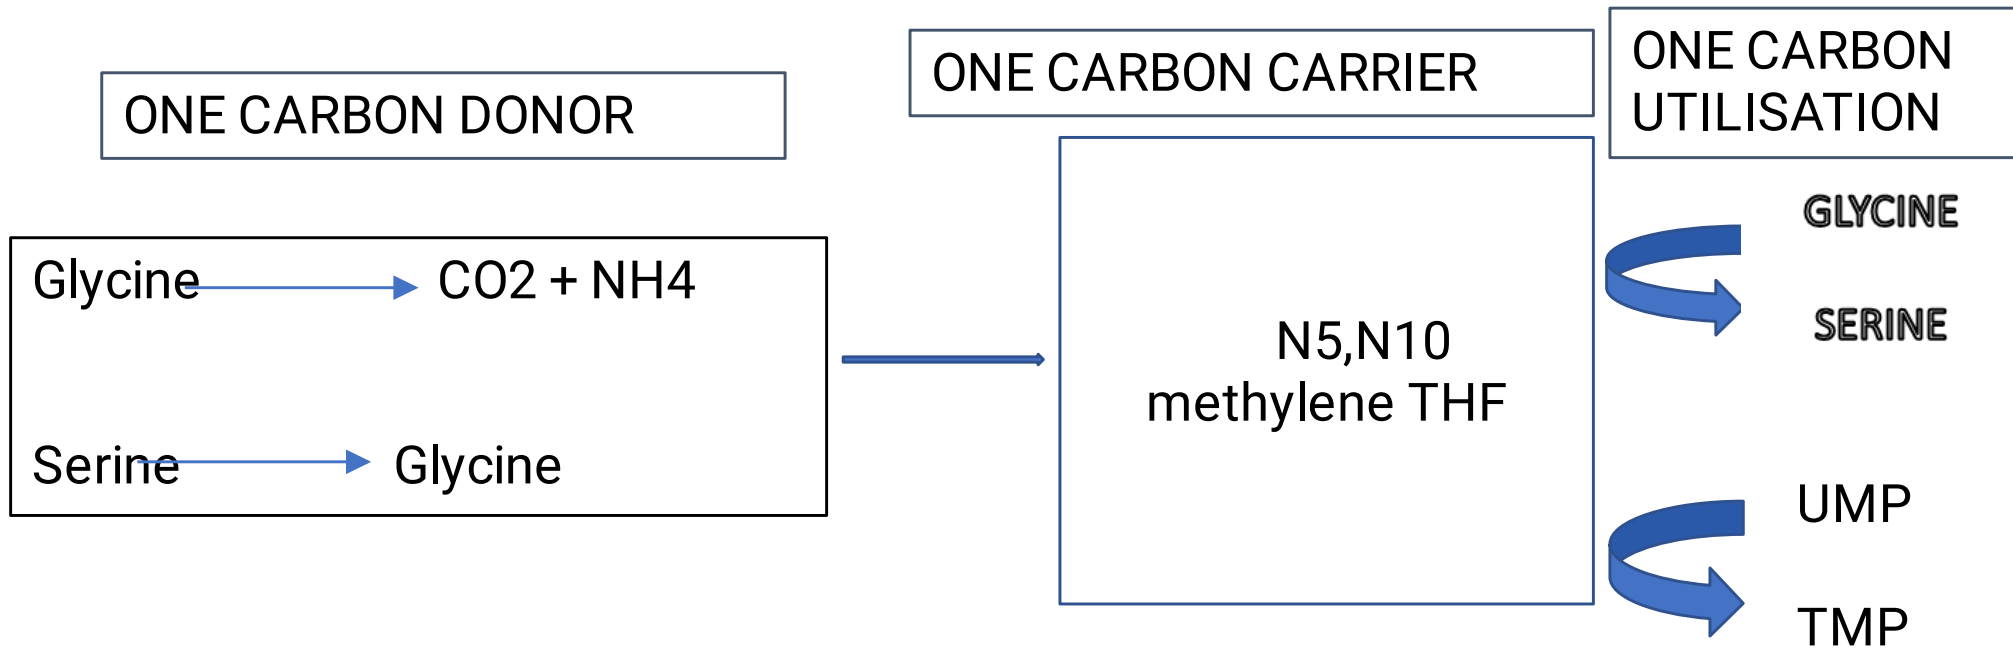 ONE CARBON DONOR
ONE CARBON CARRIER
ONE CARBON
UTILISATION
Glycine CO2 + NH4
Serine Glycine
N5,N10
methylene THF
GLYCINE
SERINE
UMP
TMP